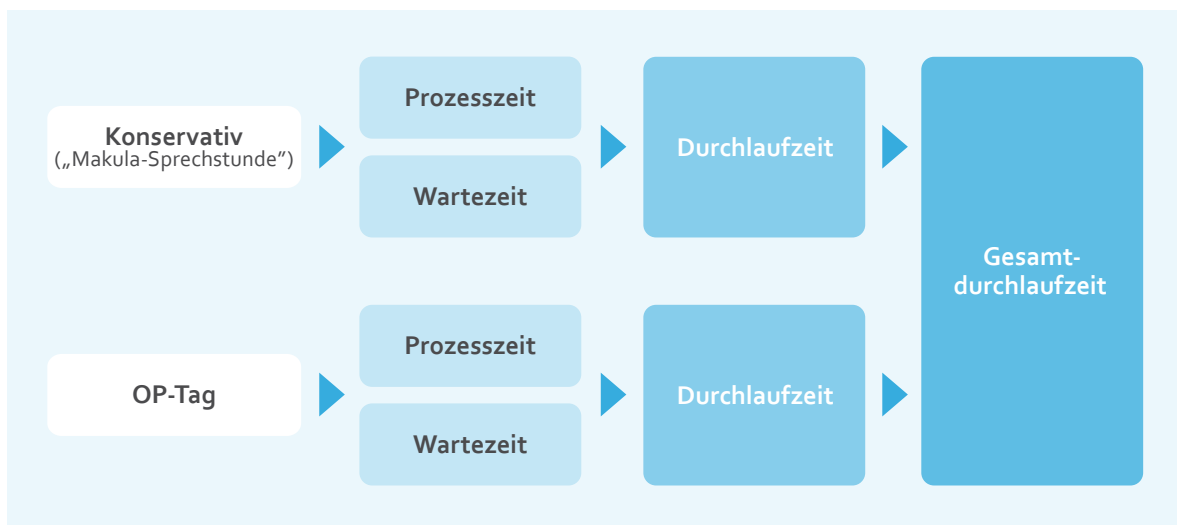 Konservativ
(„Makula-Sprechstunde”)
Prozesszeit
Wartezeit
Durchlaufzeit
OP-Tag
Prozesszeit
Wartezeit
Durchlaufzeit
Gesamt-
durchlaufzeit